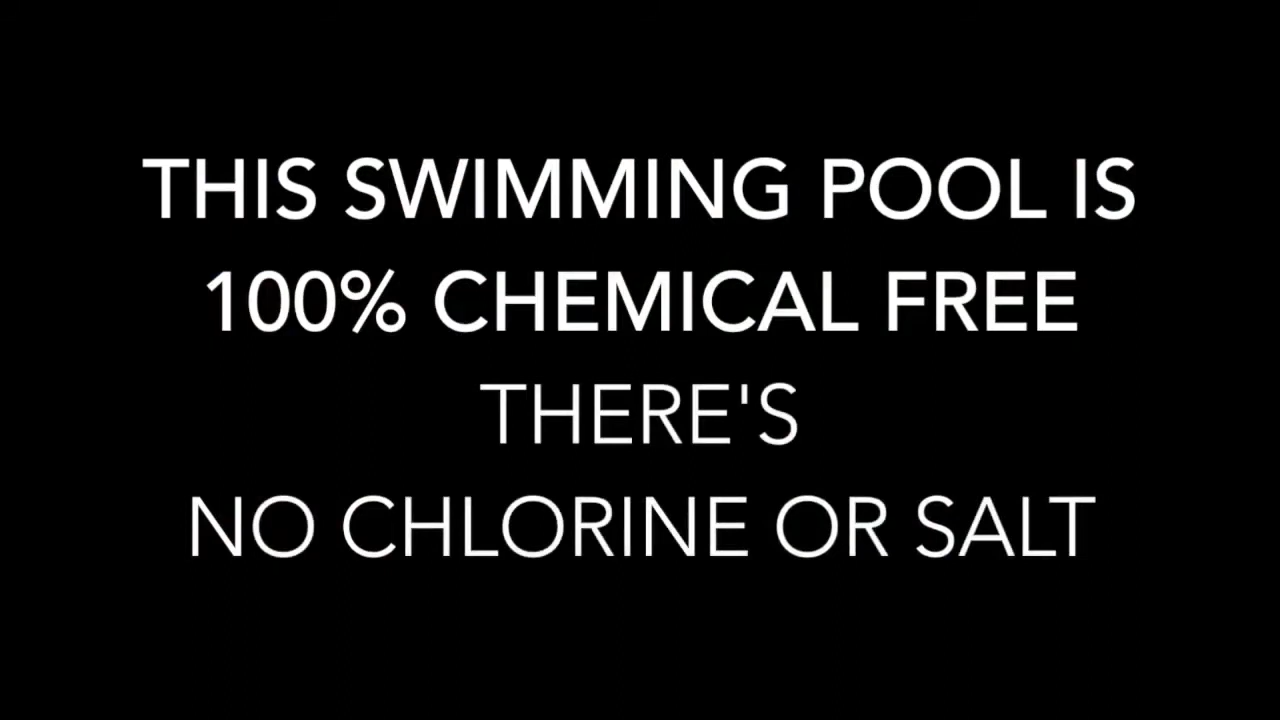 THIS SWIMMING POOL IS
100% CHEMICAL FREE
THERE'S
NO CHLORINE OR SALT